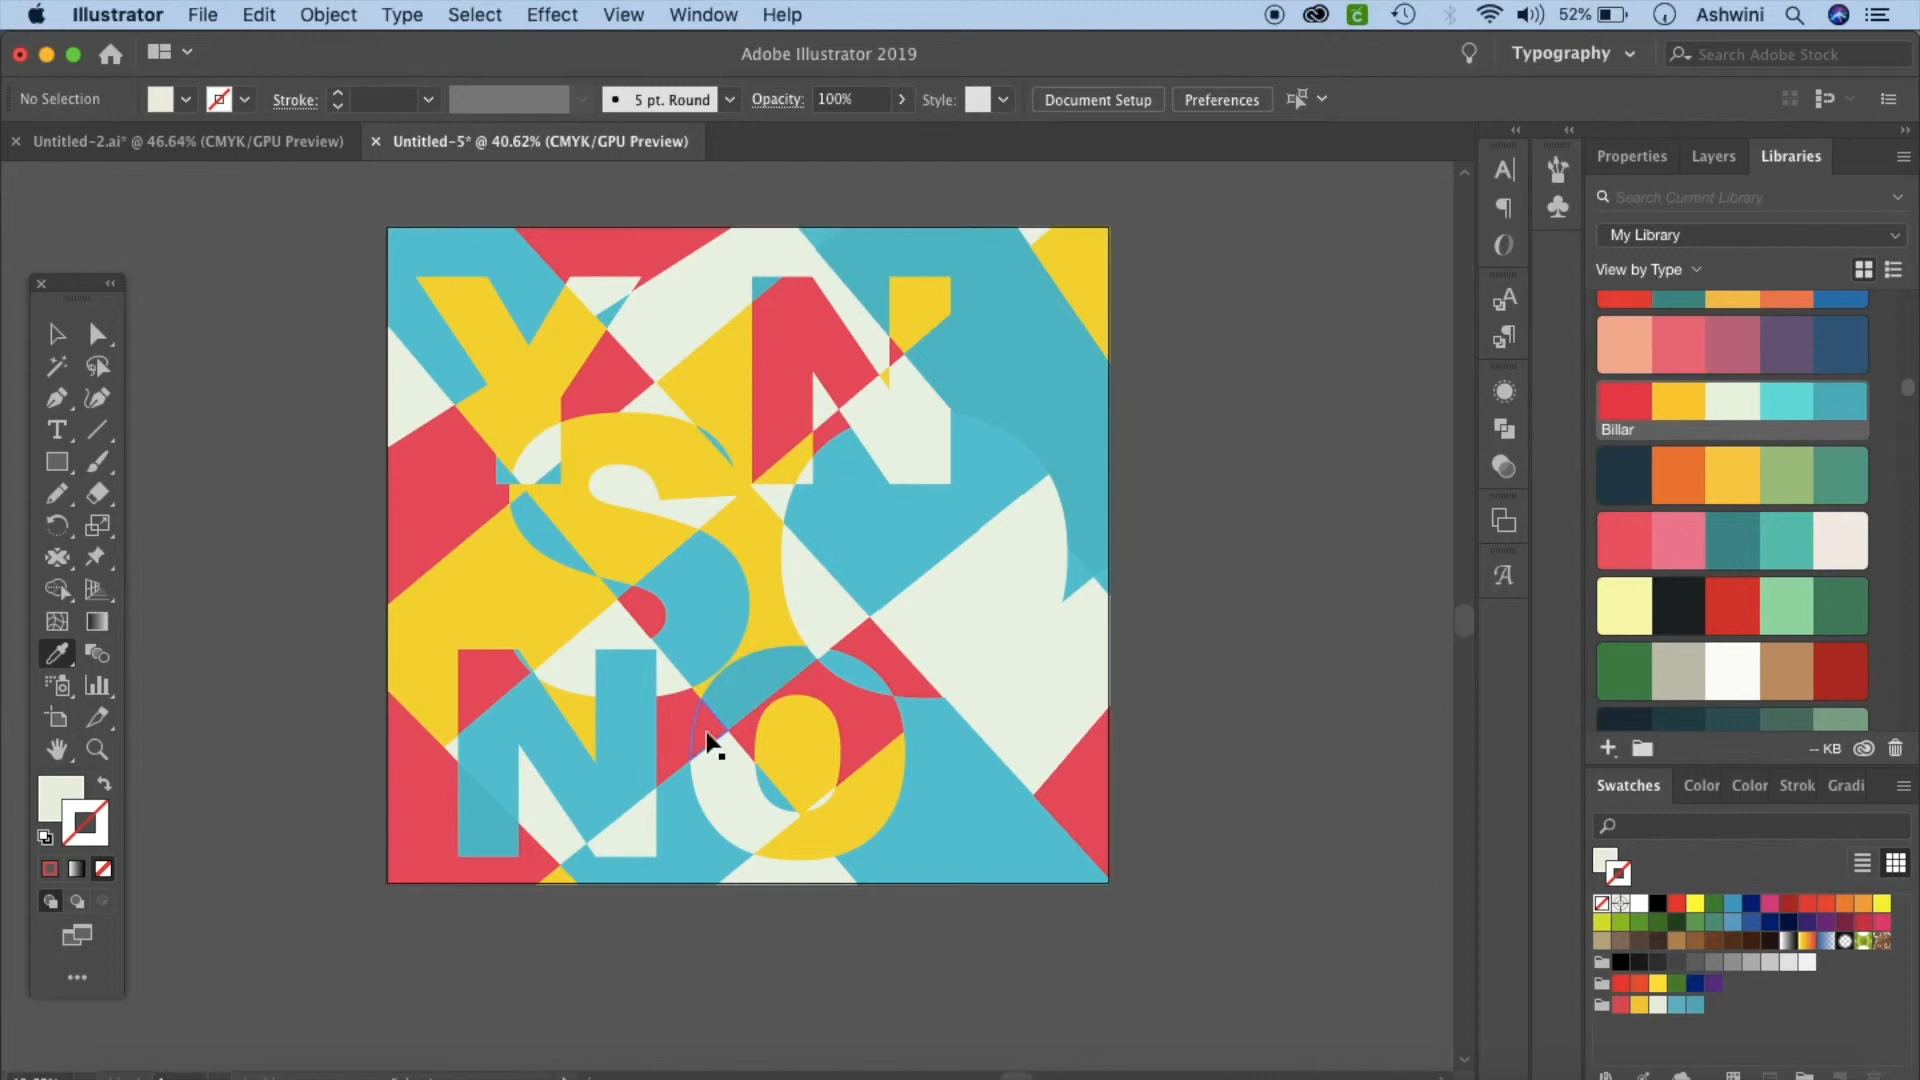 Illustrator File Edit Object Type Select Effect View Window Help 52% Ashwini
Adobe Illustrator 2019 Typography Search Adobe Stock
No Selection Stroke: 5 pt. Round Opacity: 100% Style: Document Setup Preferences
Untitled-2.ai* @ 46.64% (CMYK/GPU Preview) Untitled-5* @ 40.62% (CMYK/GPU Preview)
Properties Layers Libraries
Search Current Library
My Library
View by Type
Billar
-- KB
Swatches Color Color Strok Gradi
Y N
S
N O